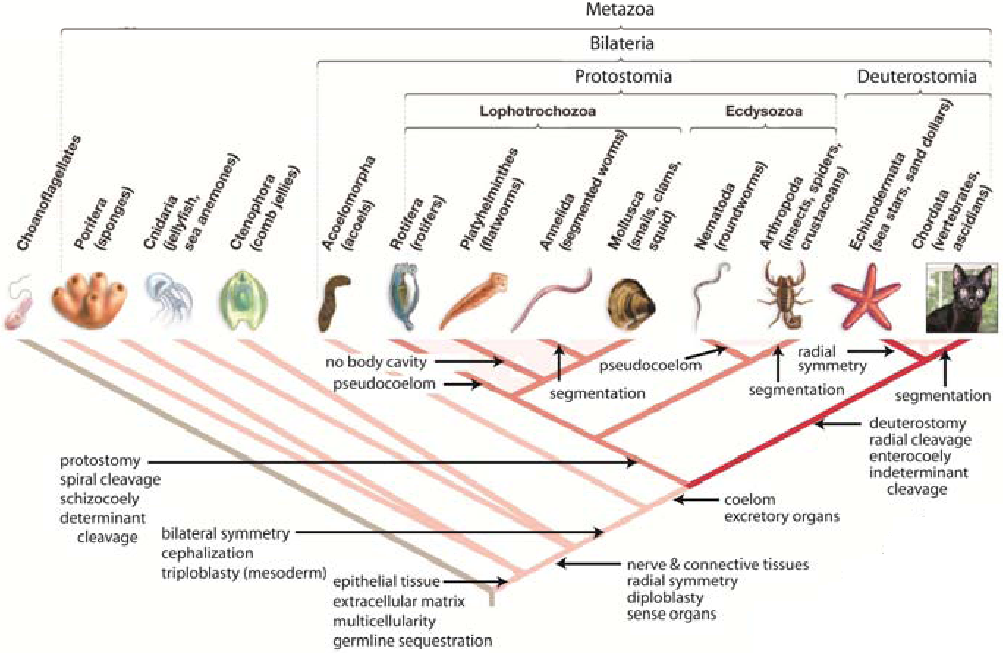 Metazoa
Bilateria
Protostomia
Deuterostomia
Lophotrochozoa
Ecdysozoa
Choanoflagellates
Porifera
(sponges)
Cnidaria
(jellyfish,
sea anemones)
Ctenophora
(comb jellies)
Acoelomorpha
(acoels)
Rotifera
(rotifers)
Platyhelminthes
(flatworms)
Annelida
(segmented worms)
Mollusca
(snails, clams,
squid)
Nematoda
(roundworms)
Arthropoda
(insects, spiders,
crustaceans)
Echinodermata
(sea stars, sand dollars)
Chordata
(vertebrates,
ascidians)
no body cavity
pseudocoelom
segmentation
pseudocoelom
segmentation
radial
symmetry
segmentation
deuterostomy
radial cleavage
enterocoely
indeterminant
cleavage
protostomy
spiral cleavage
schizocoely
determinant
cleavage
coelom
excretory organs
bilateral symmetry
cephalization
triploblasty (mesoderm)
nerve & connective tissues
radial symmetry
diploblasty
sense organs
epithelial tissue
extracellular matrix
multicellularity
germline sequestration